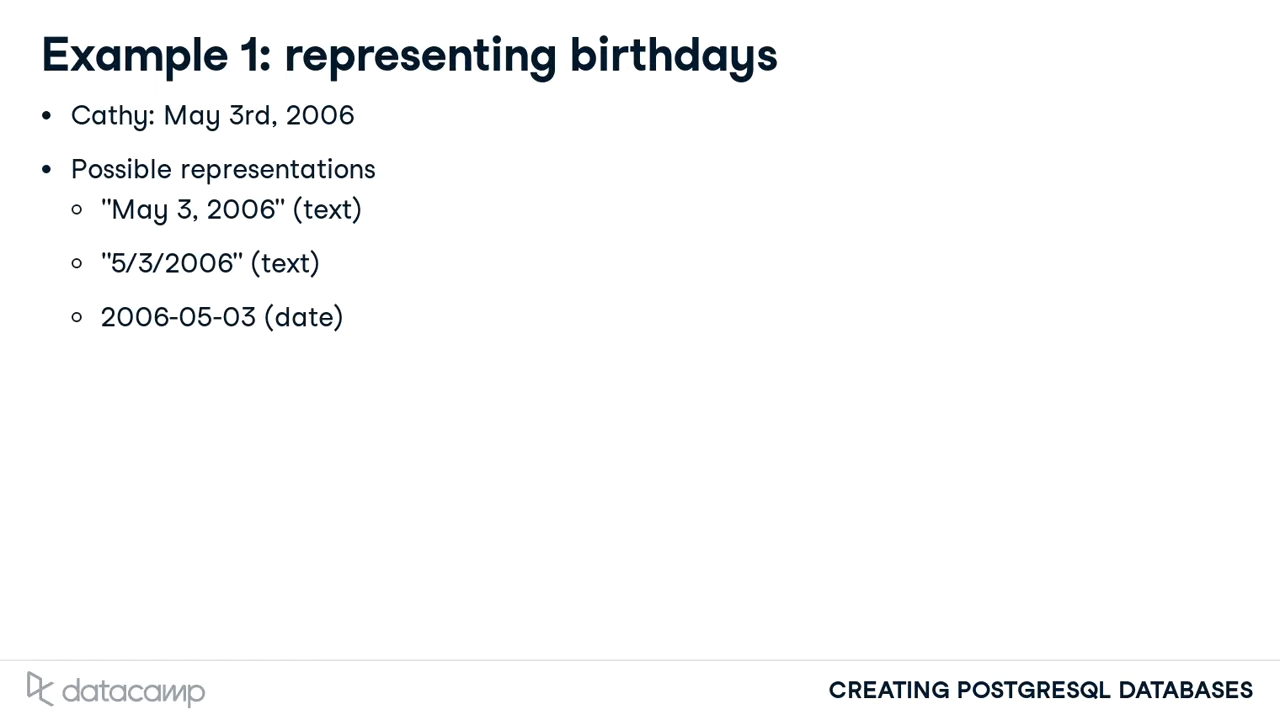 Example 1: representing birthdays
• Cathy: May 3rd, 2006
• Possible representations
○ "May 3, 2006" (text)
○ "5/3/2006" (text)
○ 2006-05-03 (date)
datacamp
CREATING POSTGRESQL DATABASES